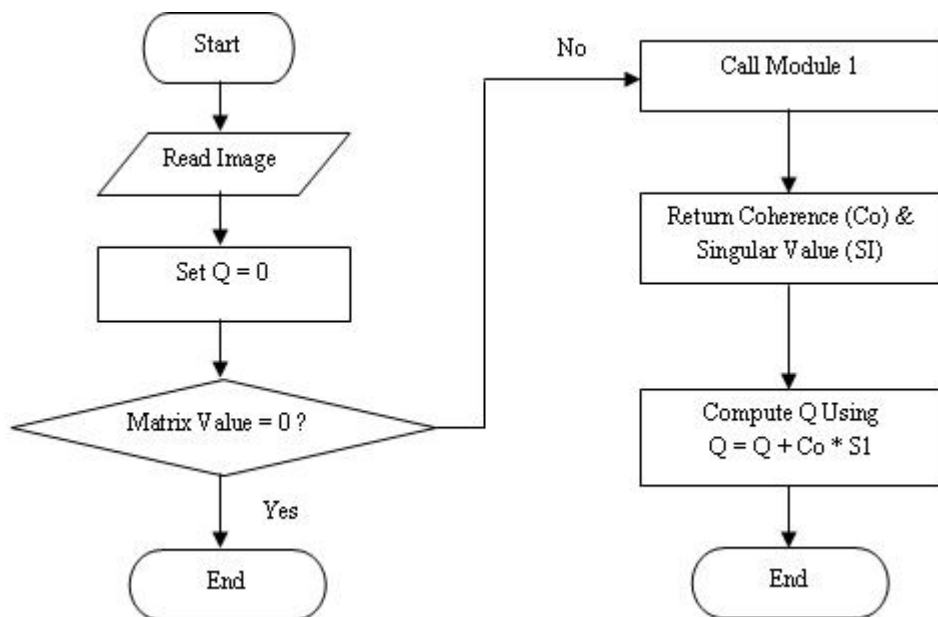 Start
Read Image
Set Q = 0
Matrix Value = 0 ?
Yes
End
No
Call Module 1
Return Coherence (Co) &
Singular Value (SI)
Compute Q Using
Q = Q + Co * S1
End